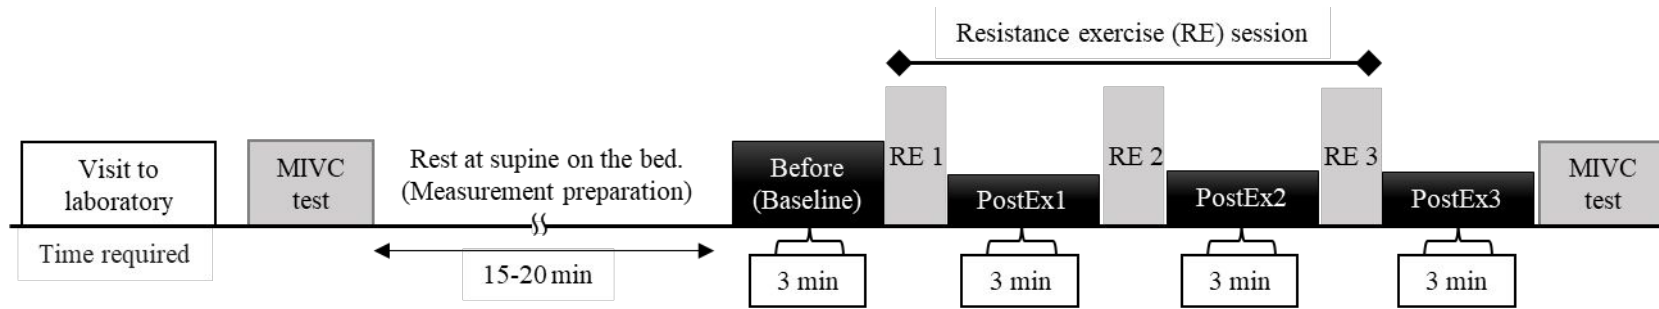 Resistance exercise (RE) session
Visit to
laboratory
MIVC
test
Rest at supine on the bed.
(Measurement preparation)
Before
(Baseline)
RE 1
PostEx1
RE 2
PostEx2
RE 3
PostEx3
MIVC
test
Time required
15-20 min
3 min
3 min
3 min
3 min